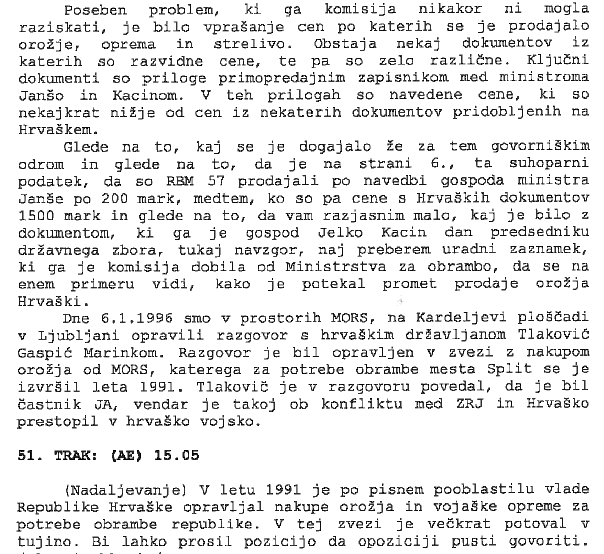 Poseben problem, ki ga komisija nikakor ni mogla
raziskati, je bilo vprašanje cen po katerih se je prodajalo
orožje, oprema in strelivo. Obstaja nekaj dokumentov iz
katerih so razvidne cene, te pa so zelo različne. Ključni
dokumenti so priloge primopredajnim zapisnikom med ministroma
Janšo in Kacinom. V teh prilogah so navedene cene, ki so
nekajkrat nižje od cen iz nekaterih dokumentov pridobljenih na
Hrvaškem.
Glede na to, kaj se je dogajalo že za tem govorniškim
odrom in glede na to, da je na strani 6., ta suhoparni
podatek, da so RBM 57 prodajali po navedbi gospoda ministra
Janše po 200 mark, medtem, ko so pa cene s Hrvaških dokumentov
1500 mark in glede na to, da vam razjasnim malo, kaj je bilo z
dokumentom, ki ga je gospod Jelko Kacin dan predsedniku
državnega zbora, tukaj navzgor, naj preberem uradni zaznamek,
ki ga je komisija dobila od Ministrstva za obrambo, da se na
enem primeru vidi, kako je potekal promet prodaje orožja
Hrvaški.
Dne 6.1.1996 smo v prostorih MORS, na Kardeljevi ploščadi
v Ljubljani opravili razgovor s hrvaškim državljanom Tlaković
Gaspić Marinkom. Razgovor je bil opravljen v zvezi z nakupom
orožja od MORS, katerega za potrebe obrambe mesta Split se je
izvršil leta 1991. Tlakovič je v razgovoru povedal, da je bil
častnik JA, vendar je takoj ob konfliktu med ZRJ in Hrvaško
prestopil v hrvaško vojsko.
51. TRAK: (AE) 15.05
(Nadaljevanje) V letu 1991 je po pisnem pooblastilu vlade
Republike Hrvaške opravljal nakupe orožja in vojaške opreme za
potrebe obrambe republike. V tej zvezi je večkrat potoval v
tujino. Bi lahko prosil pozicijo da opoziciji pusti govoriti.